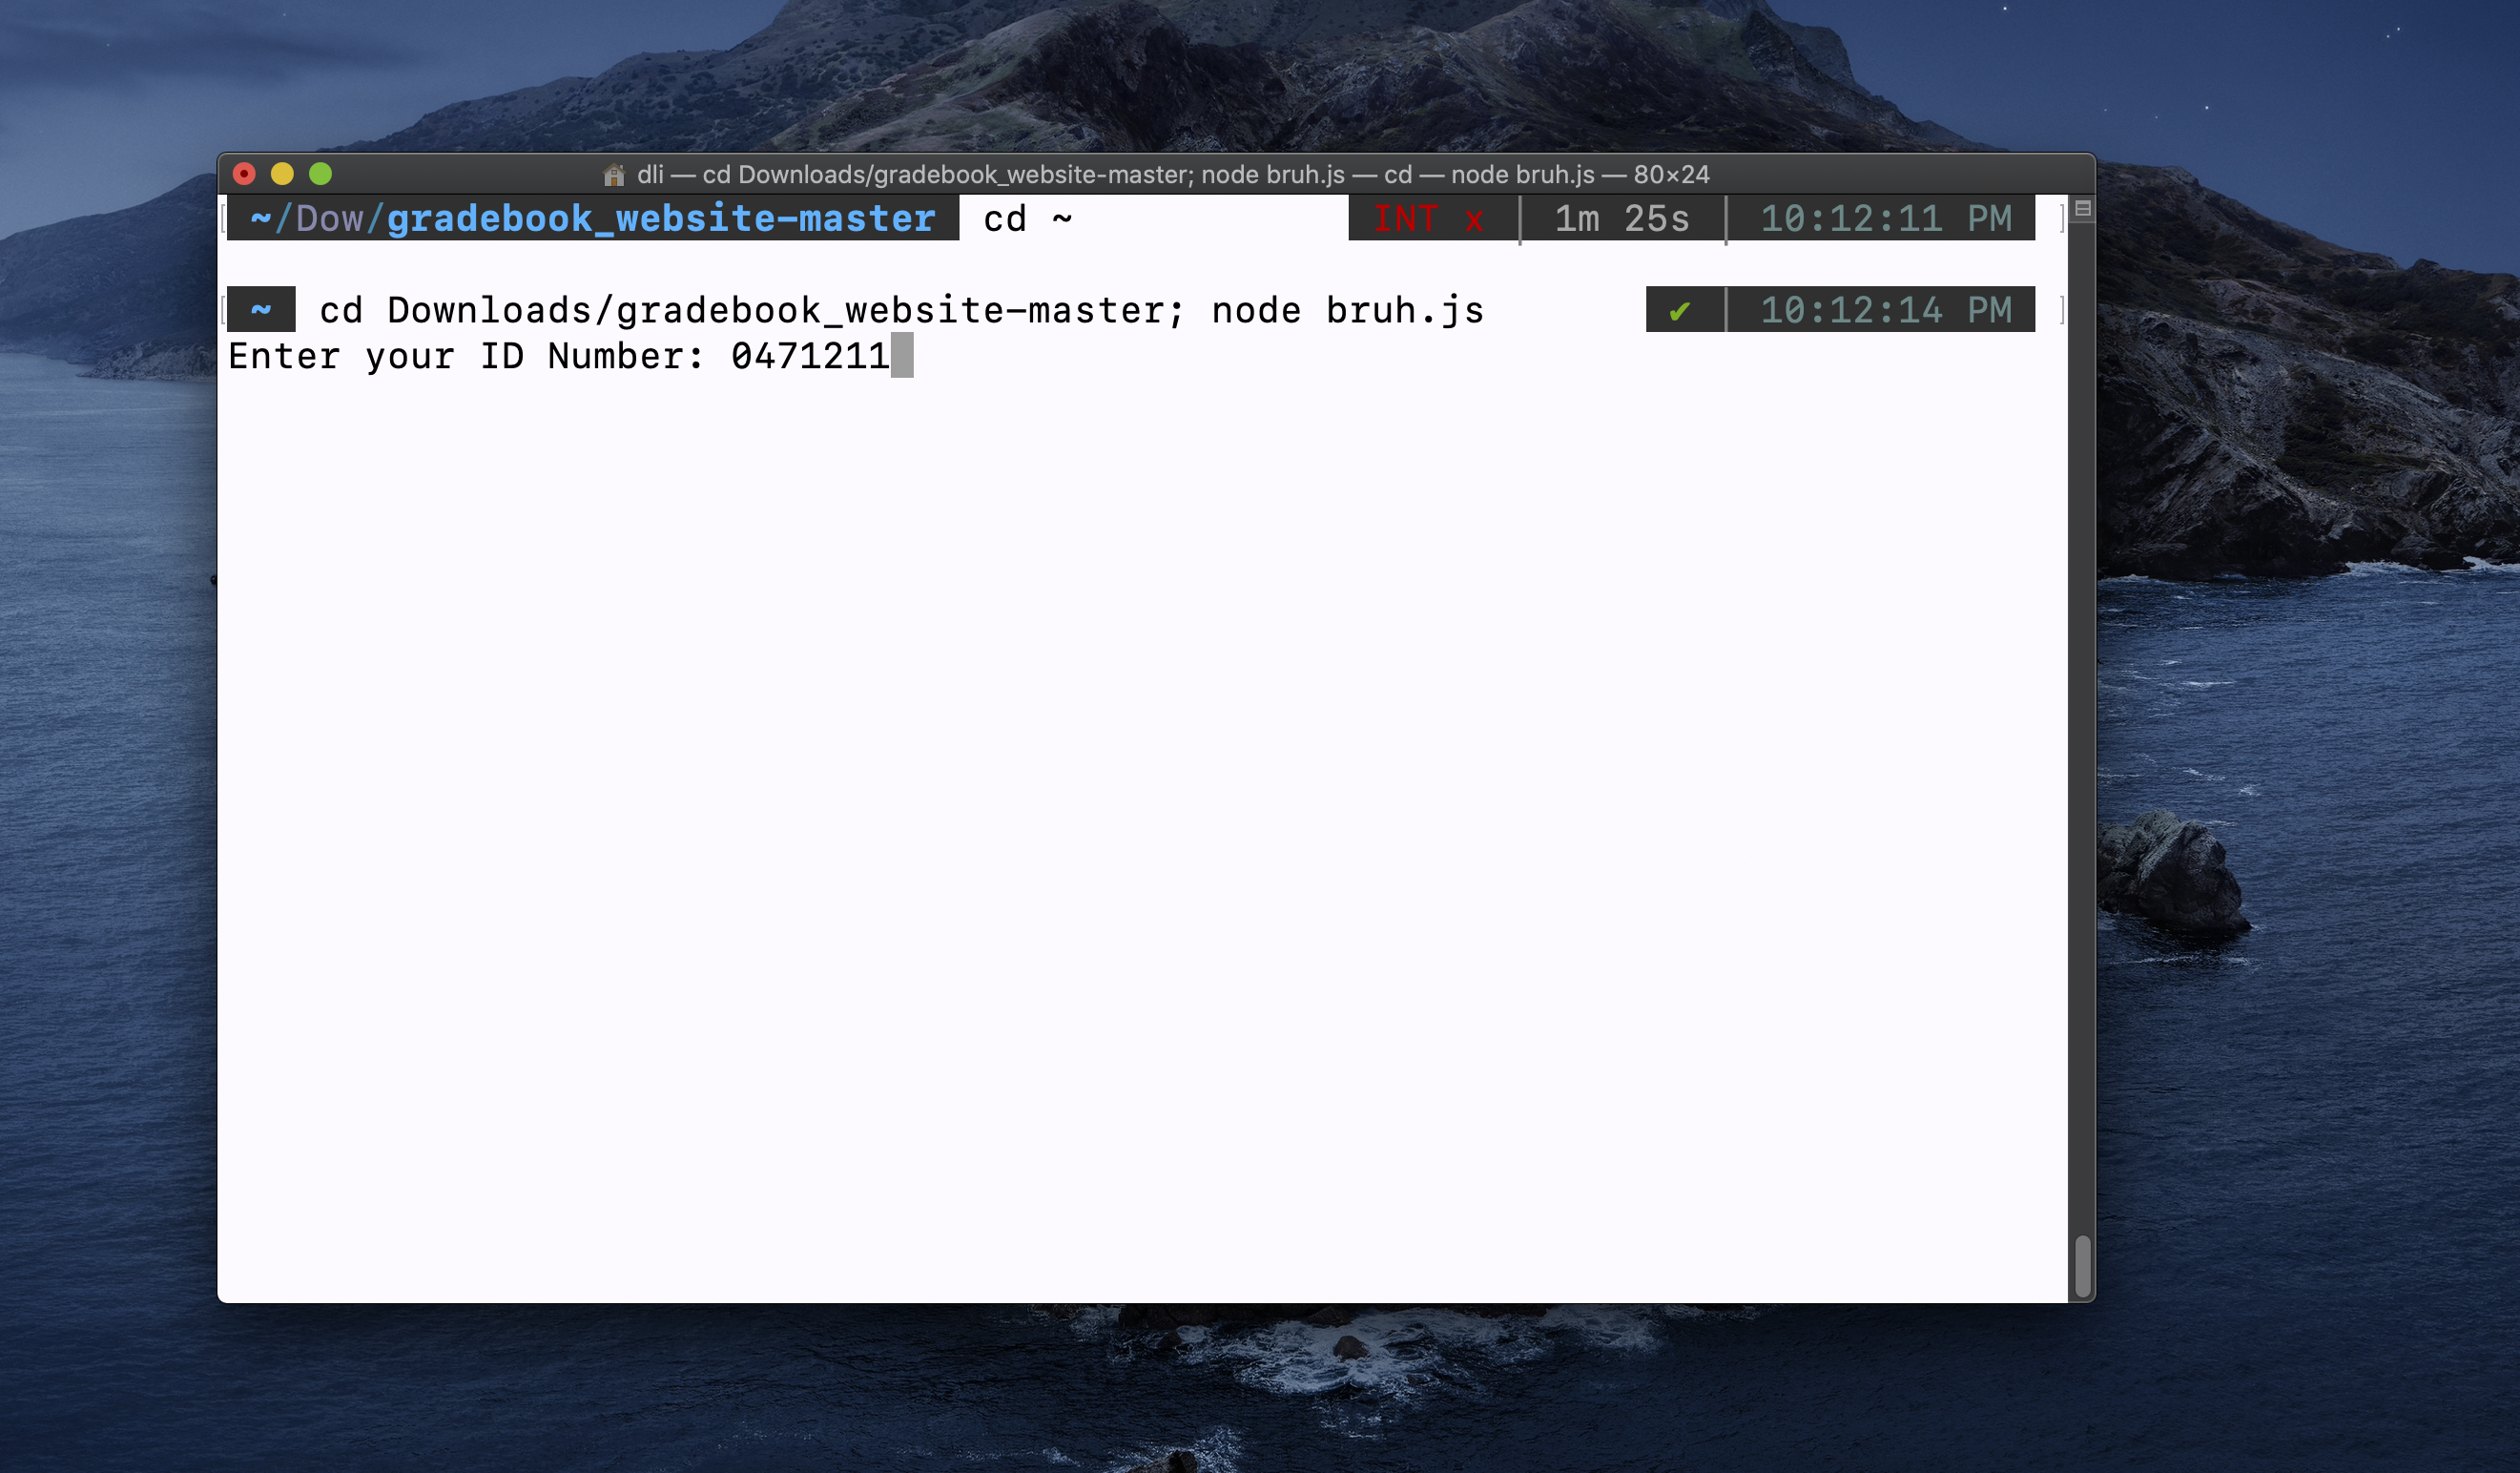 dli — cd Downloads/gradebook_website-master; node bruh.js — cd — node bruh.js — 80×24
[ ~/Dow/gradebook_website-master cd ~ INT x | 1m 25s | 10:12:11 PM ]
[ ~ cd Downloads/gradebook_website-master; node bruh.js ✔ | 10:12:14 PM ]
Enter your ID Number: 0471211